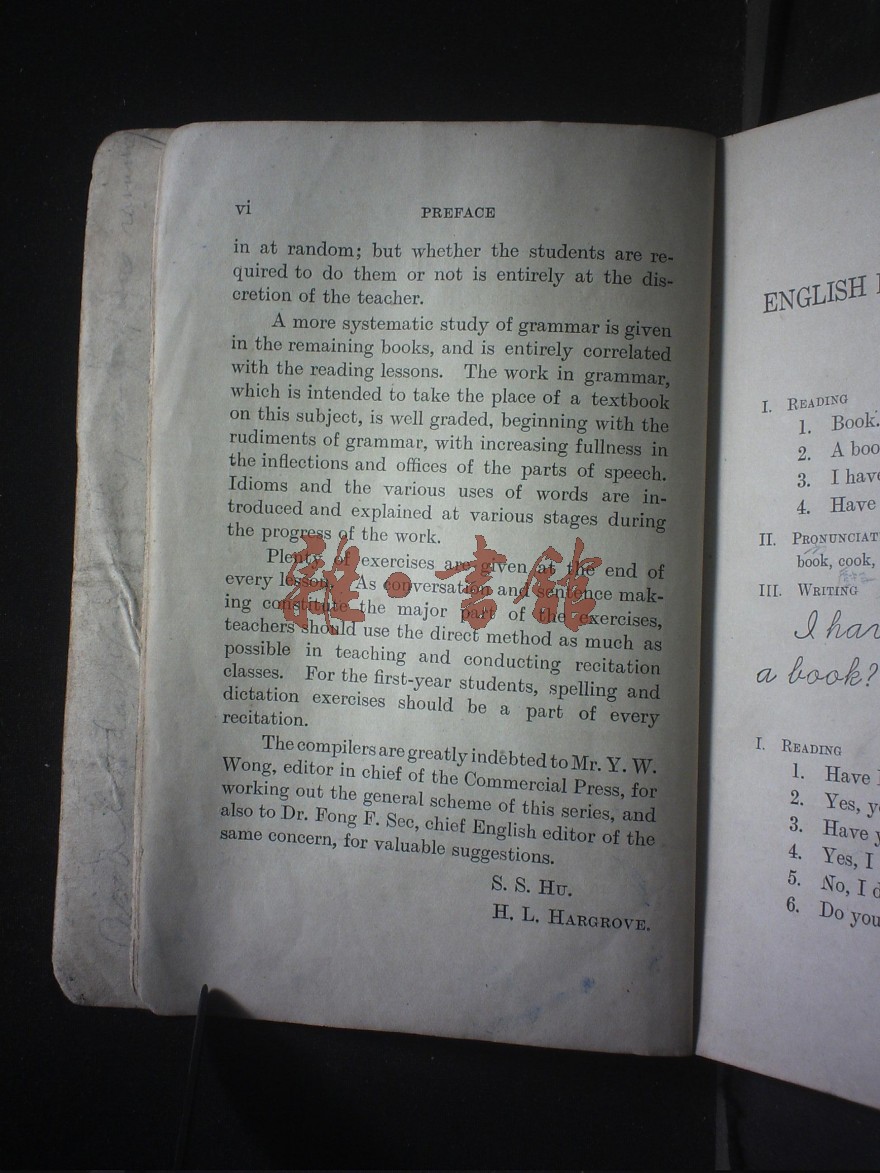 vi
PREFACE
in at random; but whether the students are re-
quired to do them or not is entirely at the dis-
cretion of the teacher.
A more systematic study of grammar is given
in the remaining books, and is entirely correlated
with the reading lessons. The work in grammar,
which is intended to take the place of a textbook
on this subject, is well graded, beginning with the
rudiments of grammar, with increasing fullness in
the inflections and offices of the parts of speech.
Idioms and the various uses of words are in-
troduced and explained at various stages during
the progress of the work.
Plenty of exercises are given at the end of
every lesson. As conversation and sentence mak-
ing constitute the major part of the exercises,
teachers should use the direct method as much as
possible in teaching and conducting recitation
classes. For the first-year students, spelling and
dictation exercises should be a part of every
recitation.
The compilers are greatly indebted to Mr. Y. W.
Wong, editor in chief of the Commercial Press, for
working out the general scheme of this series, and
also to Dr. Fong F. Sec, chief English editor of the
same concern, for valuable suggestions.
S. S. HU.
H. L. HARGROVE.
雜·書館
ENGLISH
I. READING
1. Book.
2. A boo
3. I have
4. Have
II. PRONUNCIAT
book, cook,
III. WRITING
I hav
a book?
I. READING
1. Have
2. Yes, y
3. Have y
4. Yes, I
5. No, I d
6. Do you